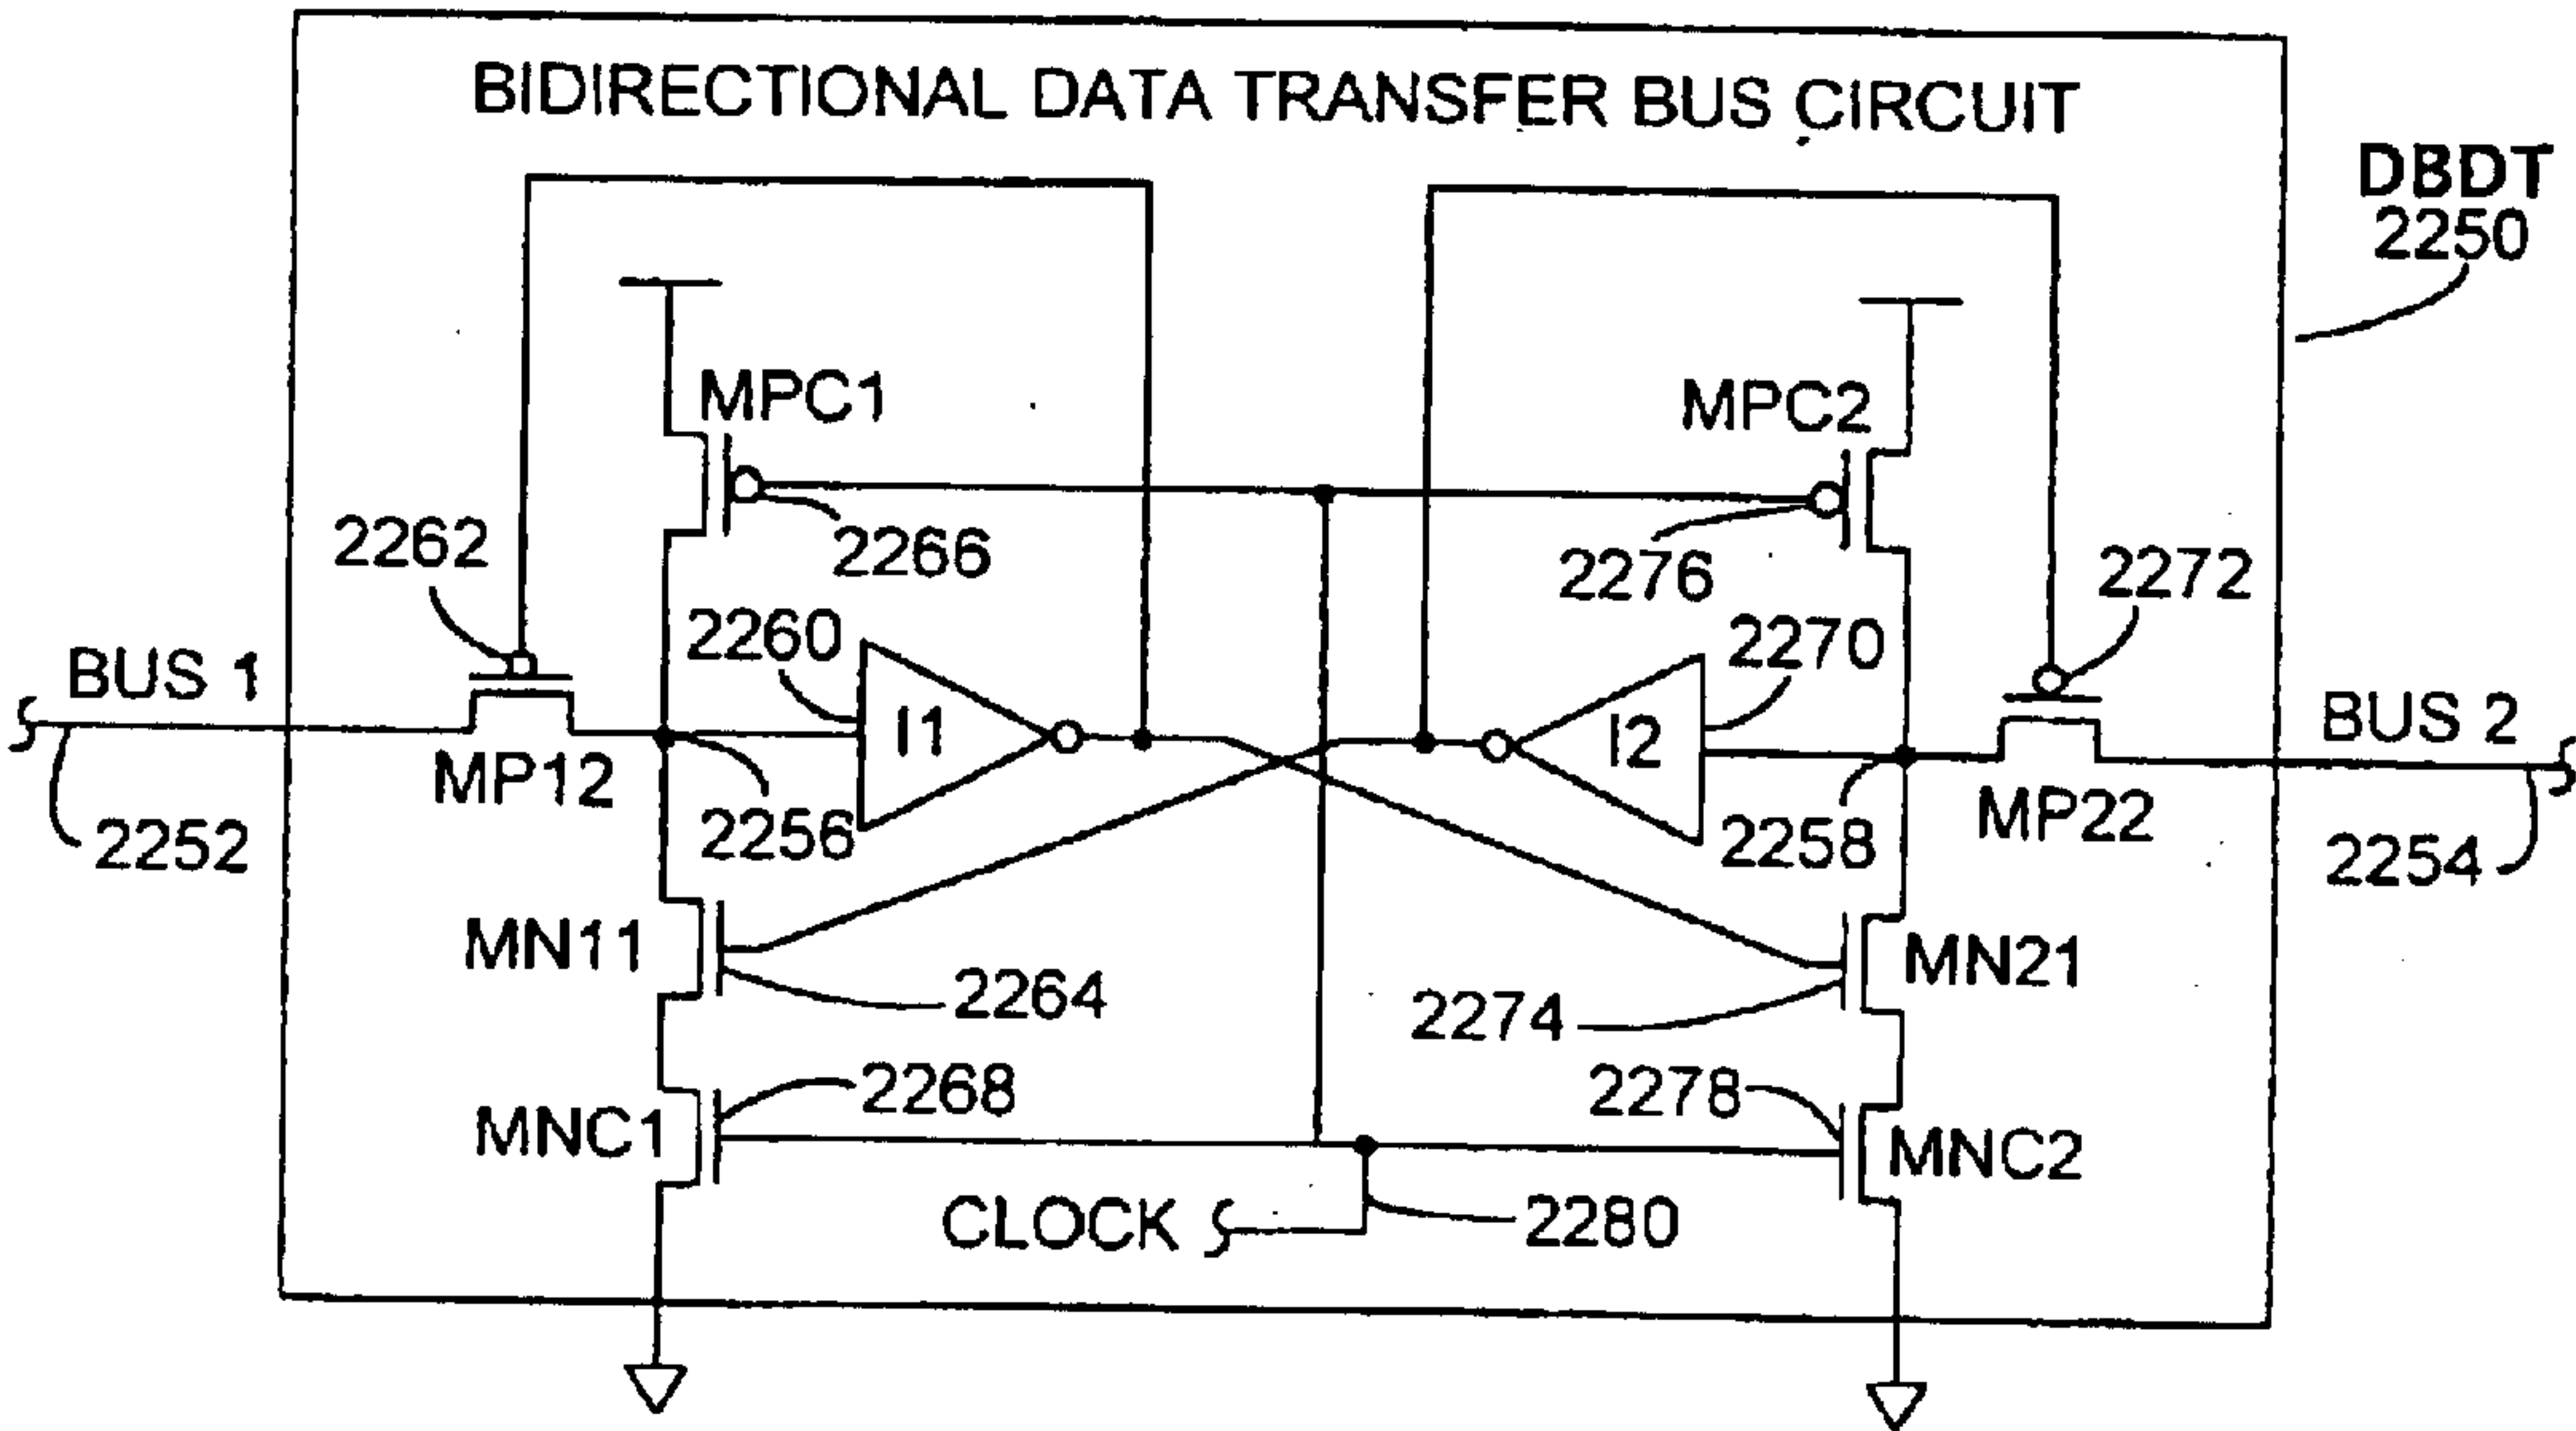 BIDIRECTIONAL DATA TRANSFER BUS CIRCUIT
DBDT
2250
MPC1
MPC2
2262
2266
2276
2272
2260
2270
BUS 1
I1
I2
BUS 2
MP12
MP22
2252
2256
2258
2254
MN11
MN21
2264
2274
2268
2278
MNC1
MNC2
CLOCK
2280